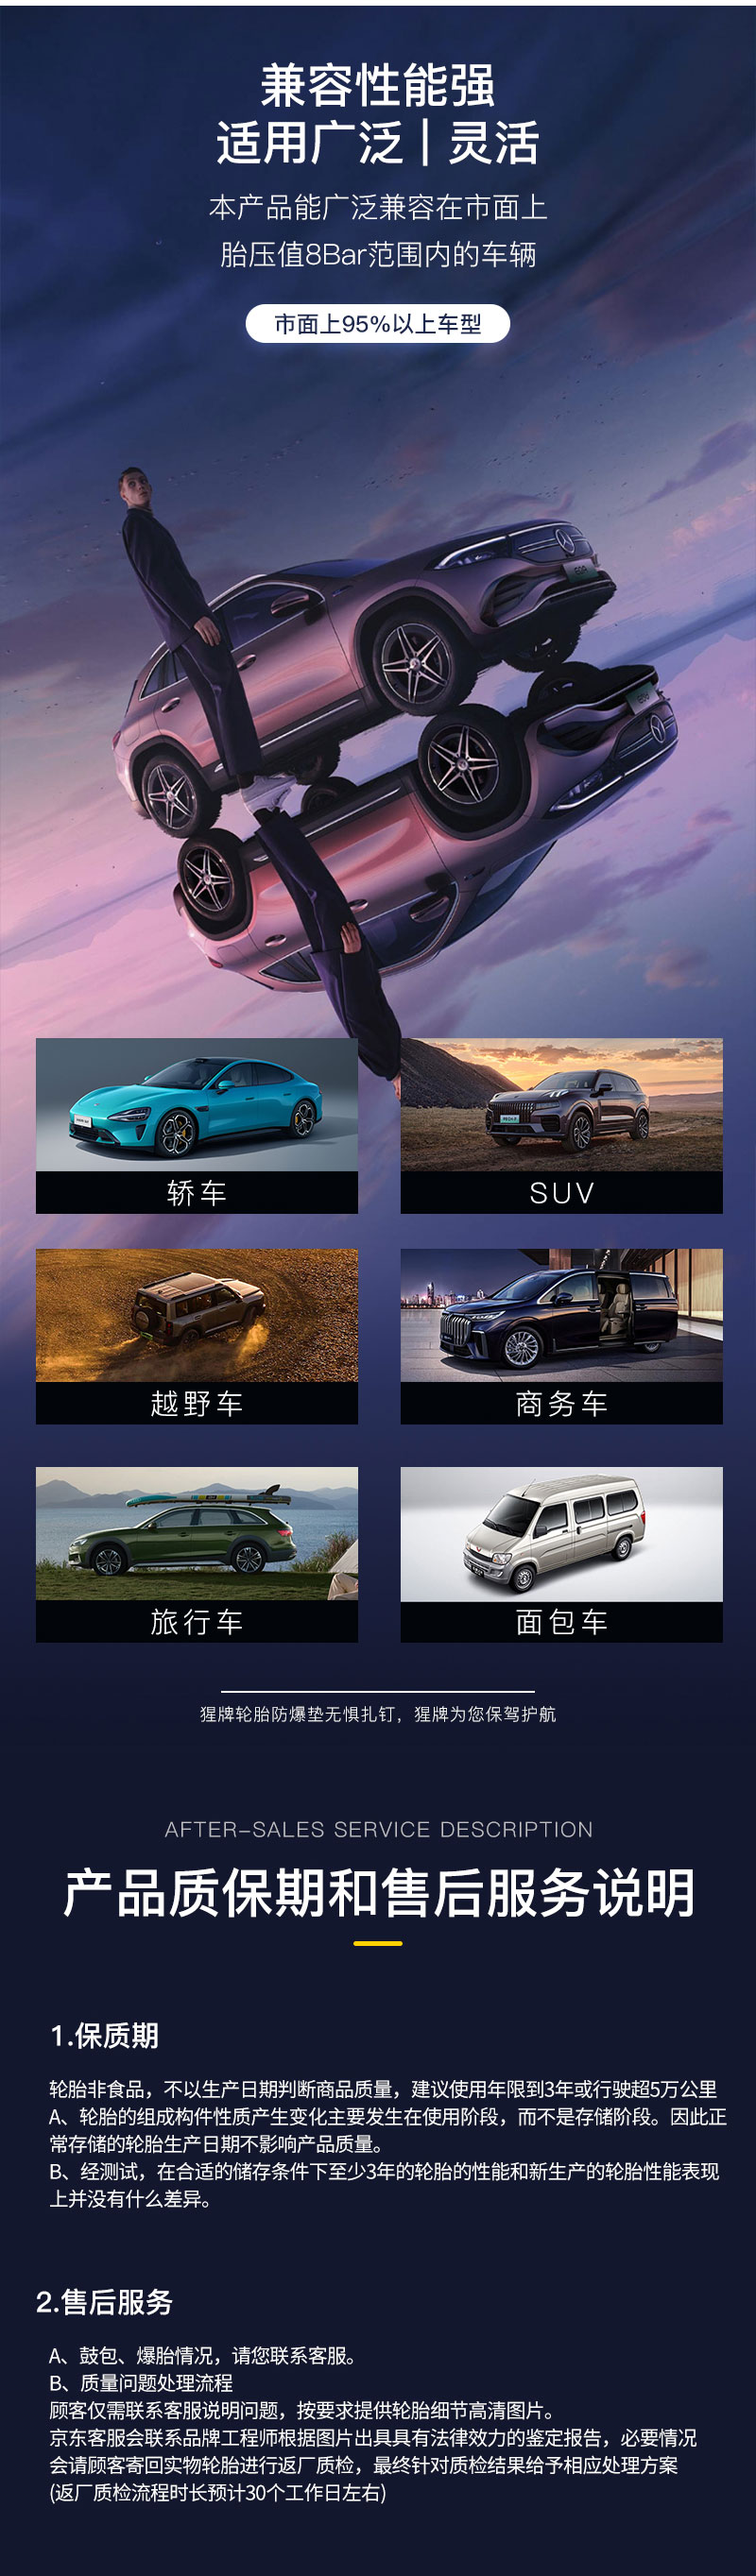 兼容性能强
适用广泛｜灵活
本产品能广泛兼容在市面上
胎压值8Bar范围内的车辆
市面上95%以上车型
轿车
SUV
越野车
商务车
旅行车
面包车
猩牌轮胎防爆垫无惧扎钉，猩牌为您保驾护航
AFTER-SALES SERVICE DESCRIPTION
产品质保期和售后服务说明
1.保质期
轮胎非食品，不以生产日期判断商品质量，建议使用年限到3年或行驶超5万公里
A、轮胎的组成构件性质产生变化主要发生在使用阶段，而不是存储阶段。因此正
常存储的轮胎生产日期不影响产品质量。
B、经测试，在合适的储存条件下至少3年的轮胎的性能和新生产的轮胎性能表现
上并没有什么差异。
2.售后服务
A、鼓包、爆胎情况，请您联系客服。
B、质量问题处理流程
顾客仅需联系客服说明问题，按要求提供轮胎细节高清图片。
京东客服会联系品牌工程师根据图片出具具有法律效力的鉴定报告，必要情况
会请顾客寄回实物轮胎进行返厂质检，最终针对质检结果给予相应处理方案
(返厂质检流程时长预计30个工作日左右)